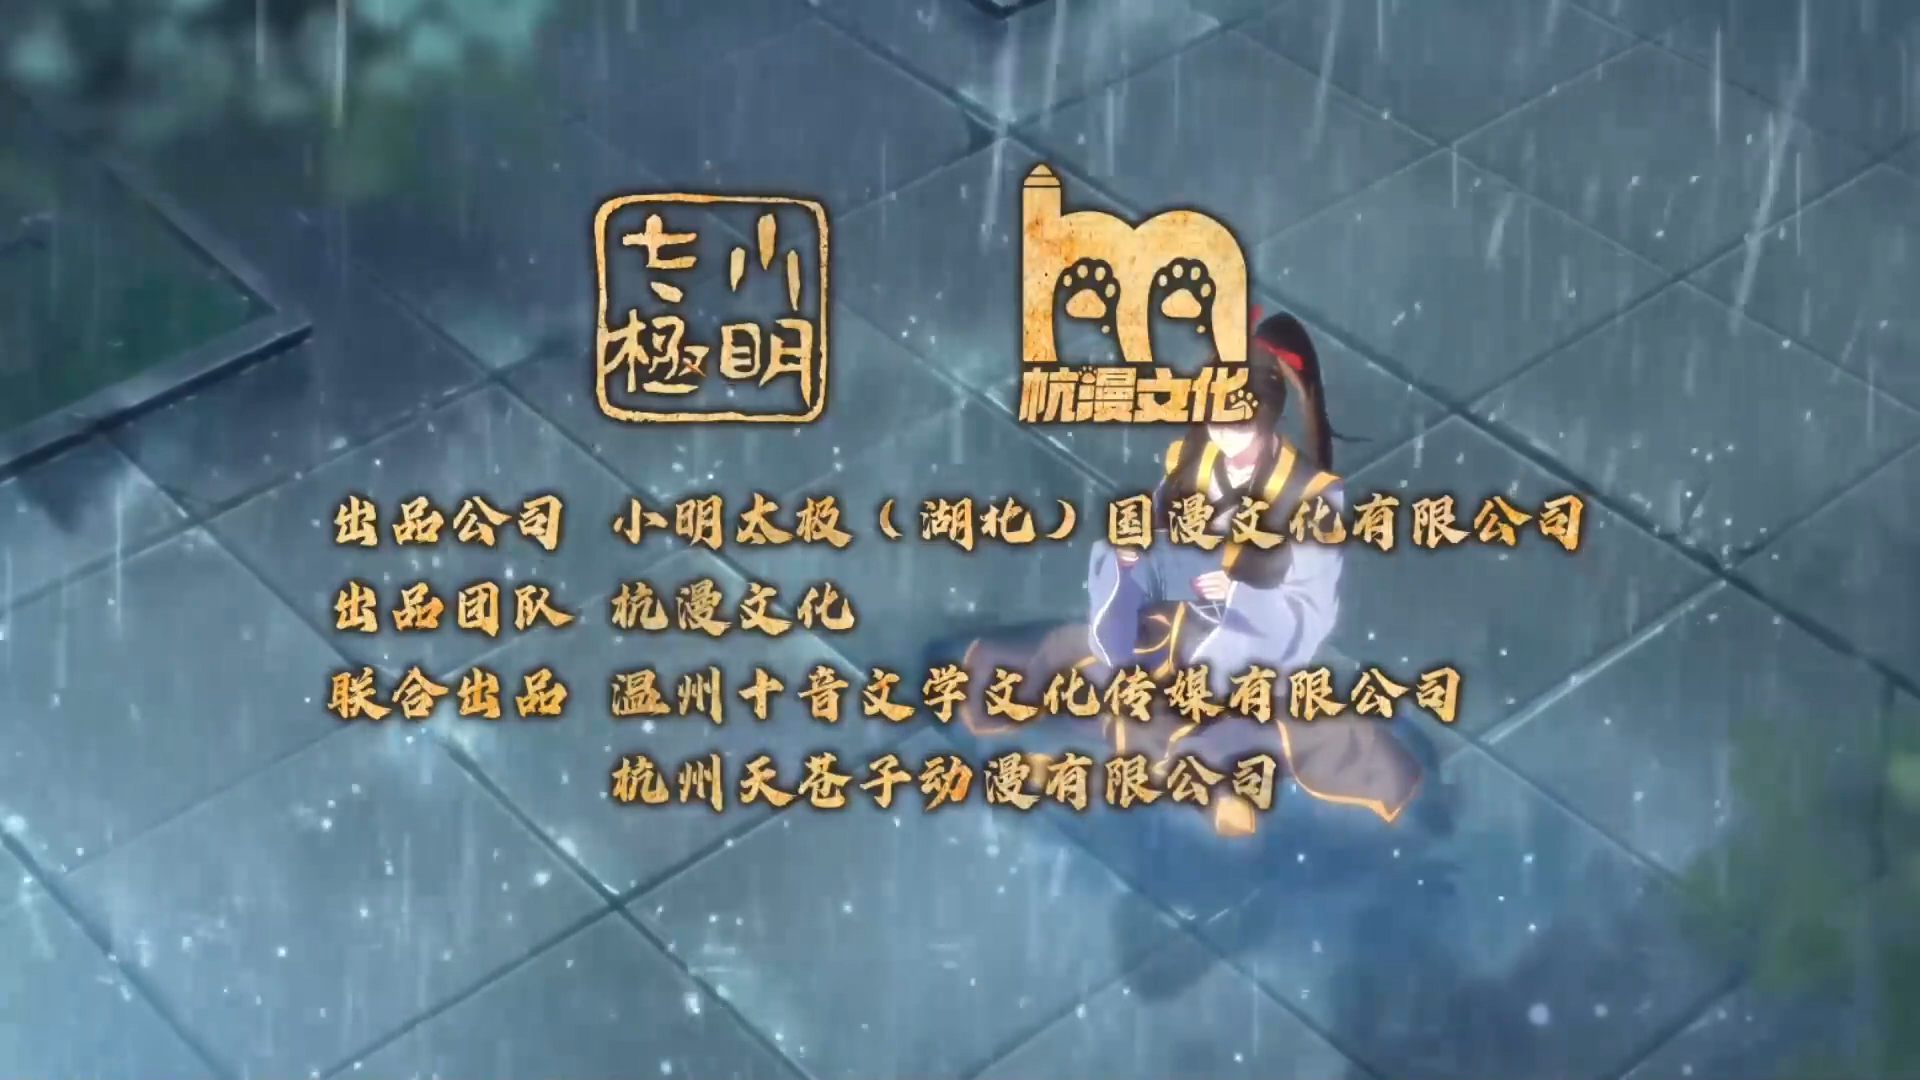 小明太極
杭漫文化
出品公司 小明太极（湖北）国漫文化有限公司
出品团队 杭漫文化
联合出品 温州十音文学文化传媒有限公司
杭州天苍子动漫有限公司